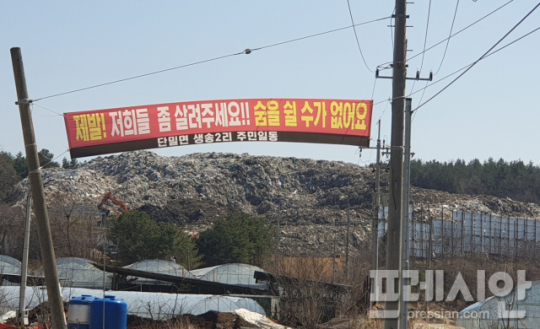 제발! 저희들 좀 살려주세요!! 숨을 쉴 수가 없어요
단밀면 생송2리 주민일동
프레시안
pressian.com